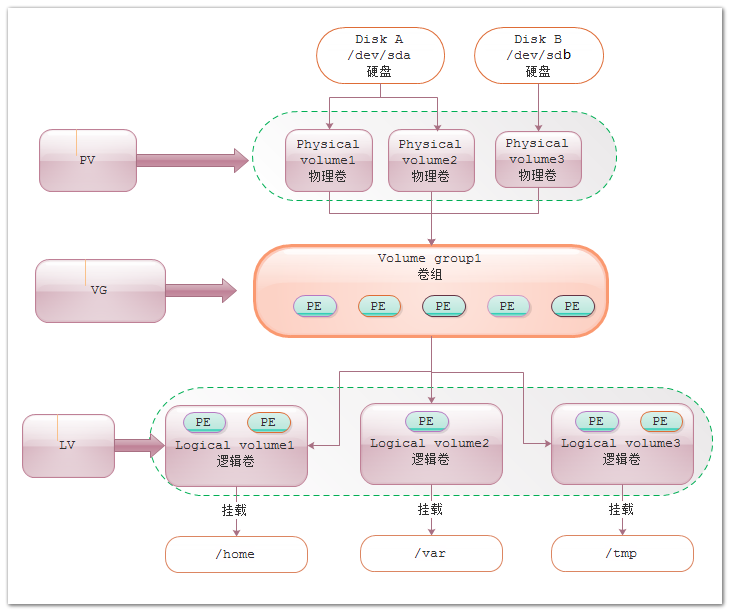 Disk A
/dev/sda
硬盘
Disk B
/dev/sdb
硬盘
PV
Physical
volume1
物理卷
Physical
volume2
物理卷
Physical
volume3
物理卷
VG
Volume group1
卷组
PE
PE
PE
PE
PE
LV
PE
PE
Logical volume1
逻辑卷
PE
Logical volume2
逻辑卷
PE
PE
Logical volume3
逻辑卷
挂载
挂载
挂载
/home
/var
/tmp